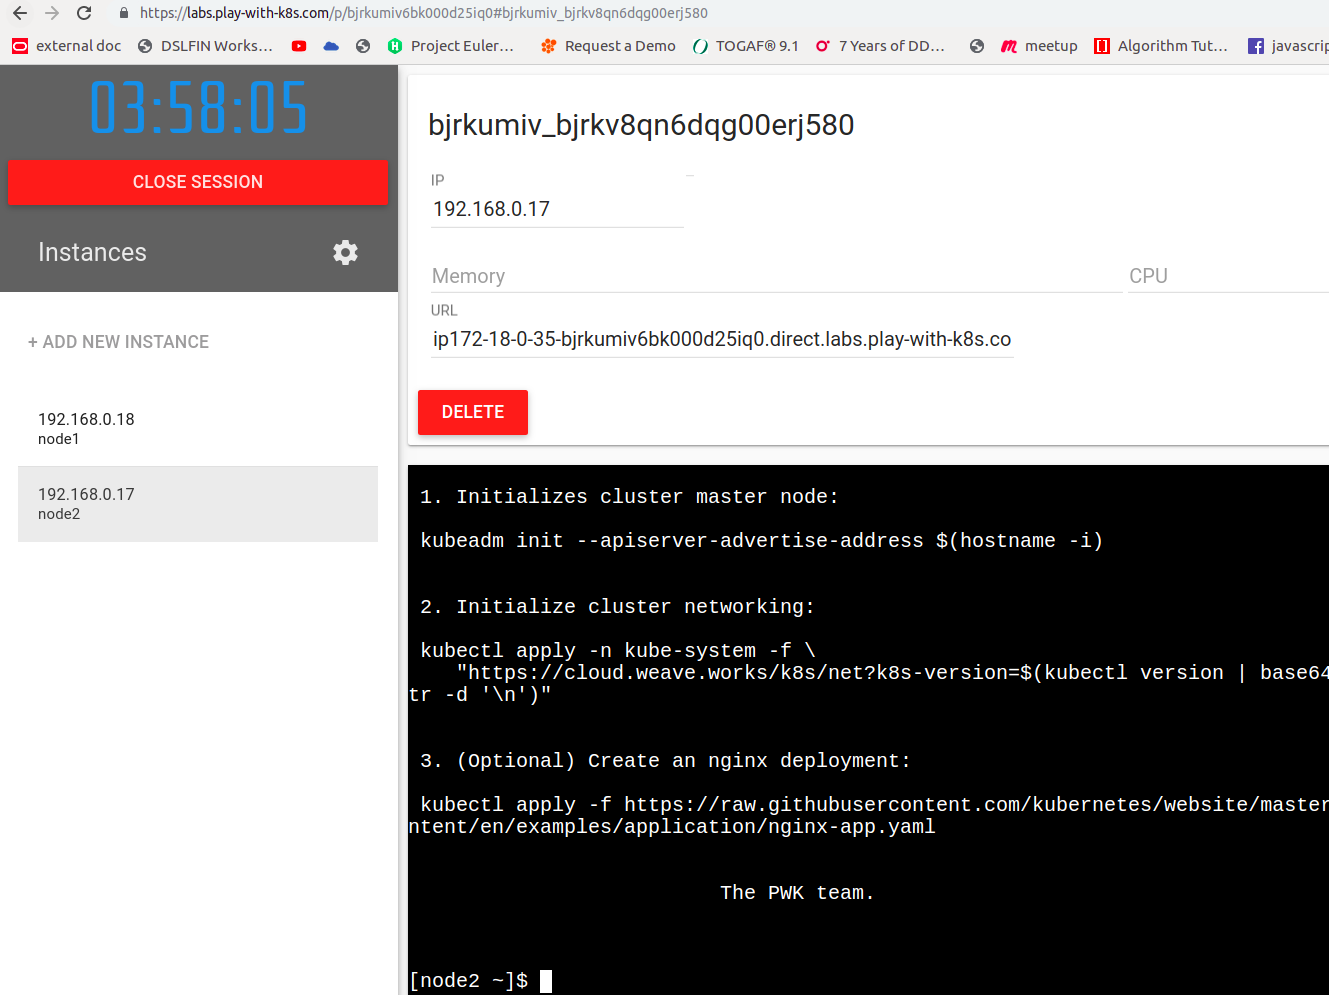 https://labs.play-with-k8s.com/p/bjrkumiv6bk000d25iq0#bjrkumiv_bjrkv8qn6dqg00erj580
external doc DSLFIN Works... Project Euler... Request a Demo TOGAF® 9.1 7 Years of DD... meetup Algorithm Tut... javascrip
03:58:05
CLOSE SESSION
Instances
+ ADD NEW INSTANCE
192.168.0.18
node1
192.168.0.17
node2
bjrkumiv_bjrkv8qn6dqg00erj580
IP
192.168.0.17
Memory CPU
URL
ip172-18-0-35-bjrkumiv6bk000d25iq0.direct.labs.play-with-k8s.co
DELETE
1. Initializes cluster master node:
kubeadm init --apiserver-advertise-address $(hostname -i)
2. Initialize cluster networking:
kubectl apply -n kube-system -f \
"https://cloud.weave.works/k8s/net?k8s-version=$(kubectl version | base64
tr -d '\n')"
3. (Optional) Create an nginx deployment:
kubectl apply -f https://raw.githubusercontent.com/kubernetes/website/master
ntent/en/examples/application/nginx-app.yaml
The PWK team.
[node2 ~]$